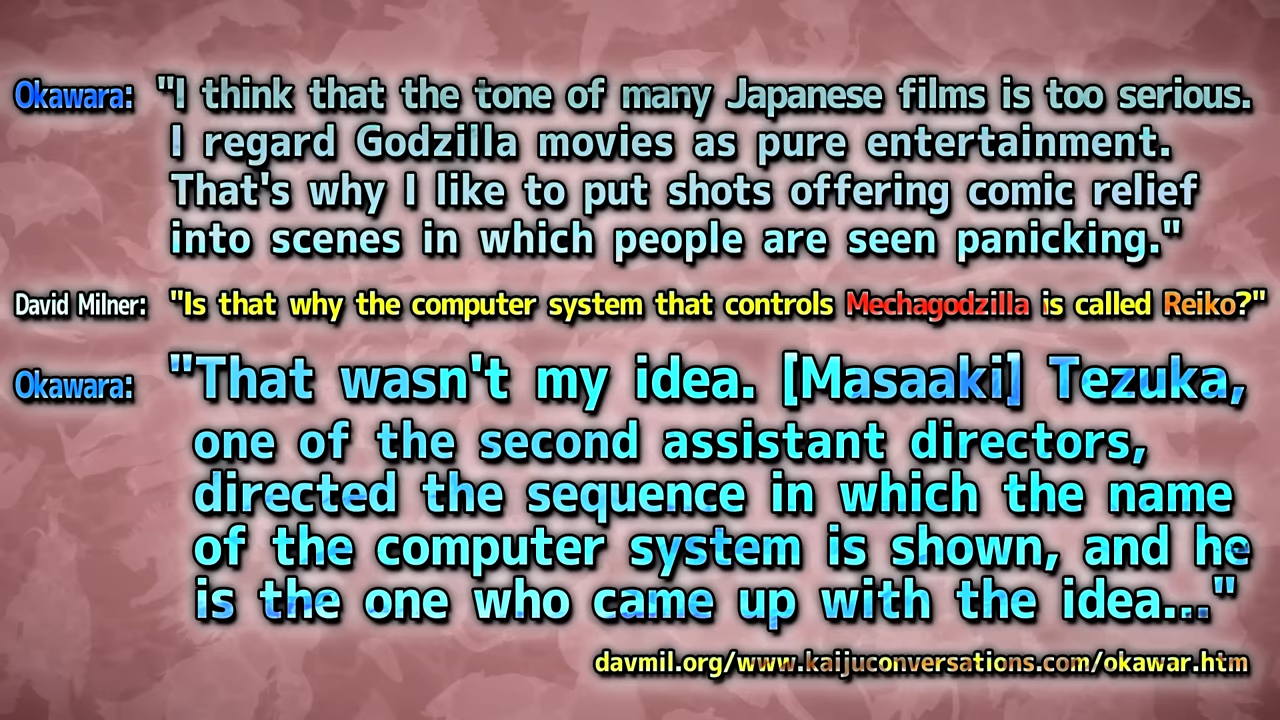 Okawara: "I think that the tone of many Japanese films is too serious.
I regard Godzilla movies as pure entertainment.
That's why I like to put shots offering comic relief
into scenes in which people are seen panicking."
David Milner: "Is that why the computer system that controls Mechagodzilla is called Reiko?"
Okawara: "That wasn't my idea. [Masaaki] Tezuka,
one of the second assistant directors,
directed the sequence in which the name
of the computer system is shown, and he
is the one who came up with the idea..."
davmil.org/www.kaijuconversations.com/okawar.htm